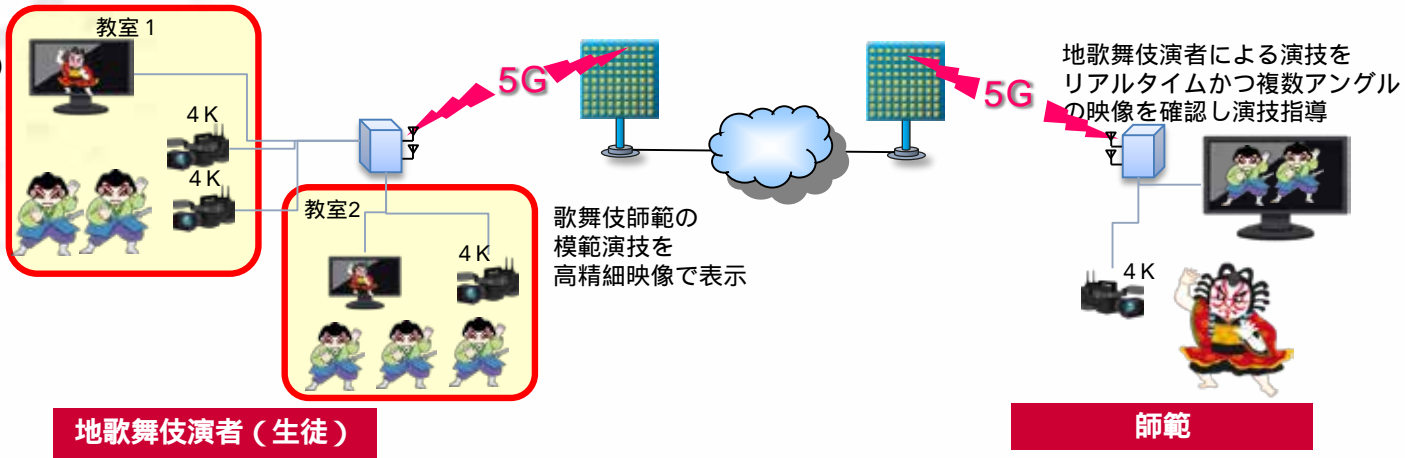 教室1
4K
4K
5G
教室2
4K
歌舞伎師範の
模範演技を
高精細映像で表示
5G
地歌舞伎演者による演技を
リアルタイムかつ複数アングル
の映像を確認し演技指導
4K
地歌舞伎演者(生徒)
師範